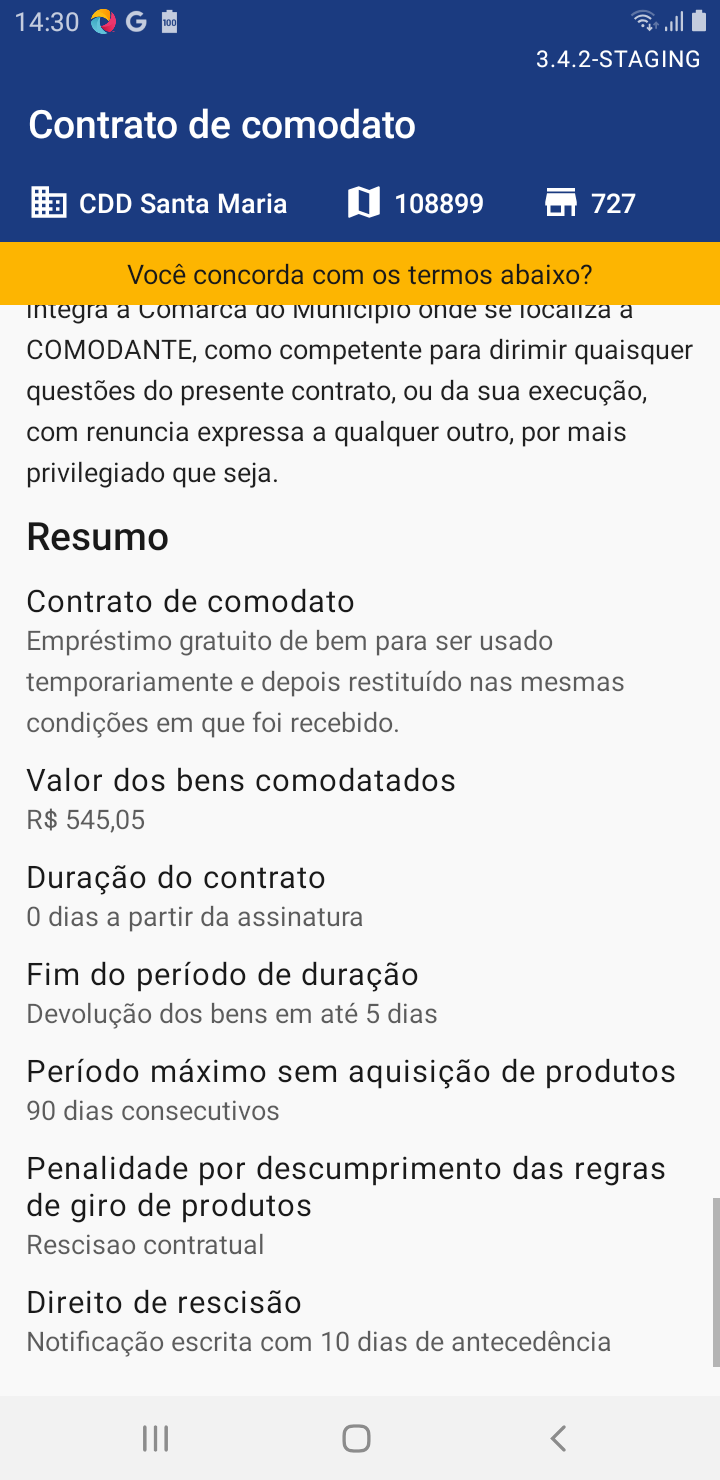 14:30
100
3.4.2-STAGING
Contrato de comodato
CDD Santa Maria 108899 727
Você concorda com os termos abaixo?
integra a Comarca do Município onde se localiza a
COMODANTE, como competente para dirimir quaisquer
questões do presente contrato, ou da sua execução,
com renuncia expressa a qualquer outro, por mais
privilegiado que seja.
Resumo
Contrato de comodato
Empréstimo gratuito de bem para ser usado
temporariamente e depois restituído nas mesmas
condições em que foi recebido.
Valor dos bens comodatados
R$ 545,05
Duração do contrato
0 dias a partir da assinatura
Fim do período de duração
Devolução dos bens em até 5 dias
Período máximo sem aquisição de produtos
90 dias consecutivos
Penalidade por descumprimento das regras
de giro de produtos
Rescisao contratual
Direito de rescisão
Notificação escrita com 10 dias de antecedência